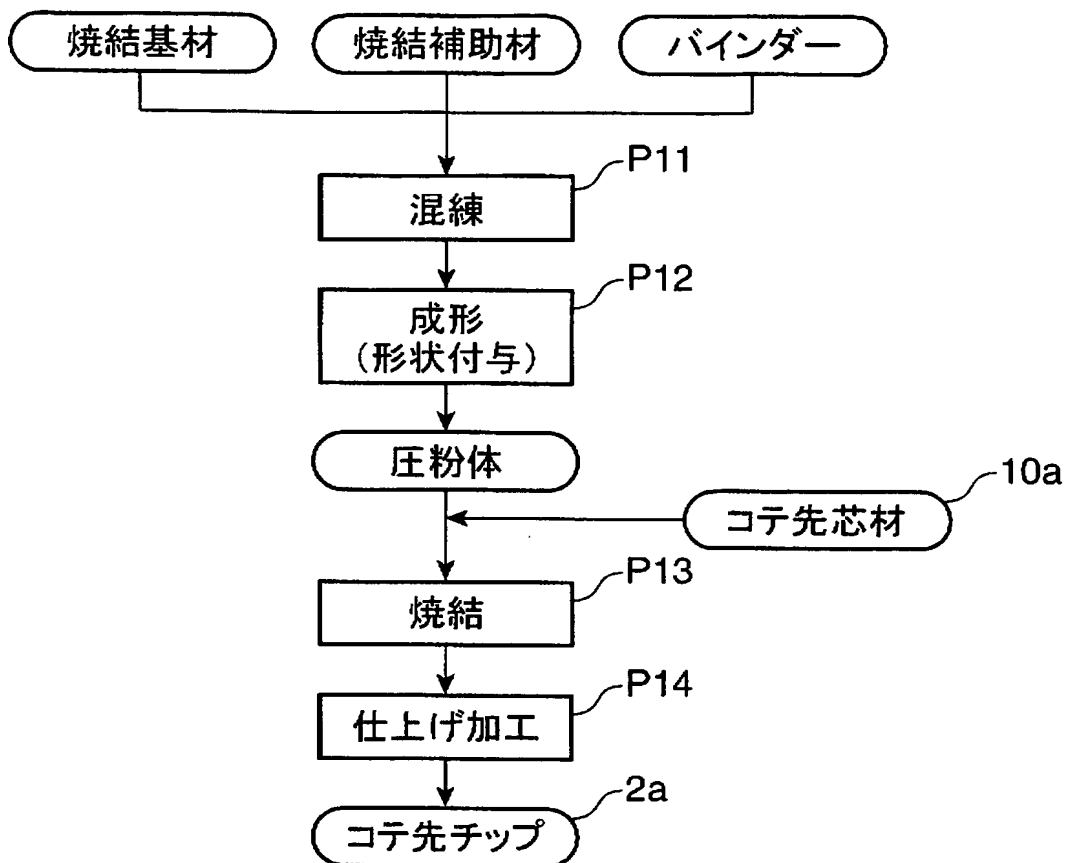 焼結基材
焼結補助材
バインダー
P11
混練
P12
成形
(形状付与)
圧粉体
10a
コテ先芯材
P13
焼結
P14
仕上げ加工
2a
コテ先チップ